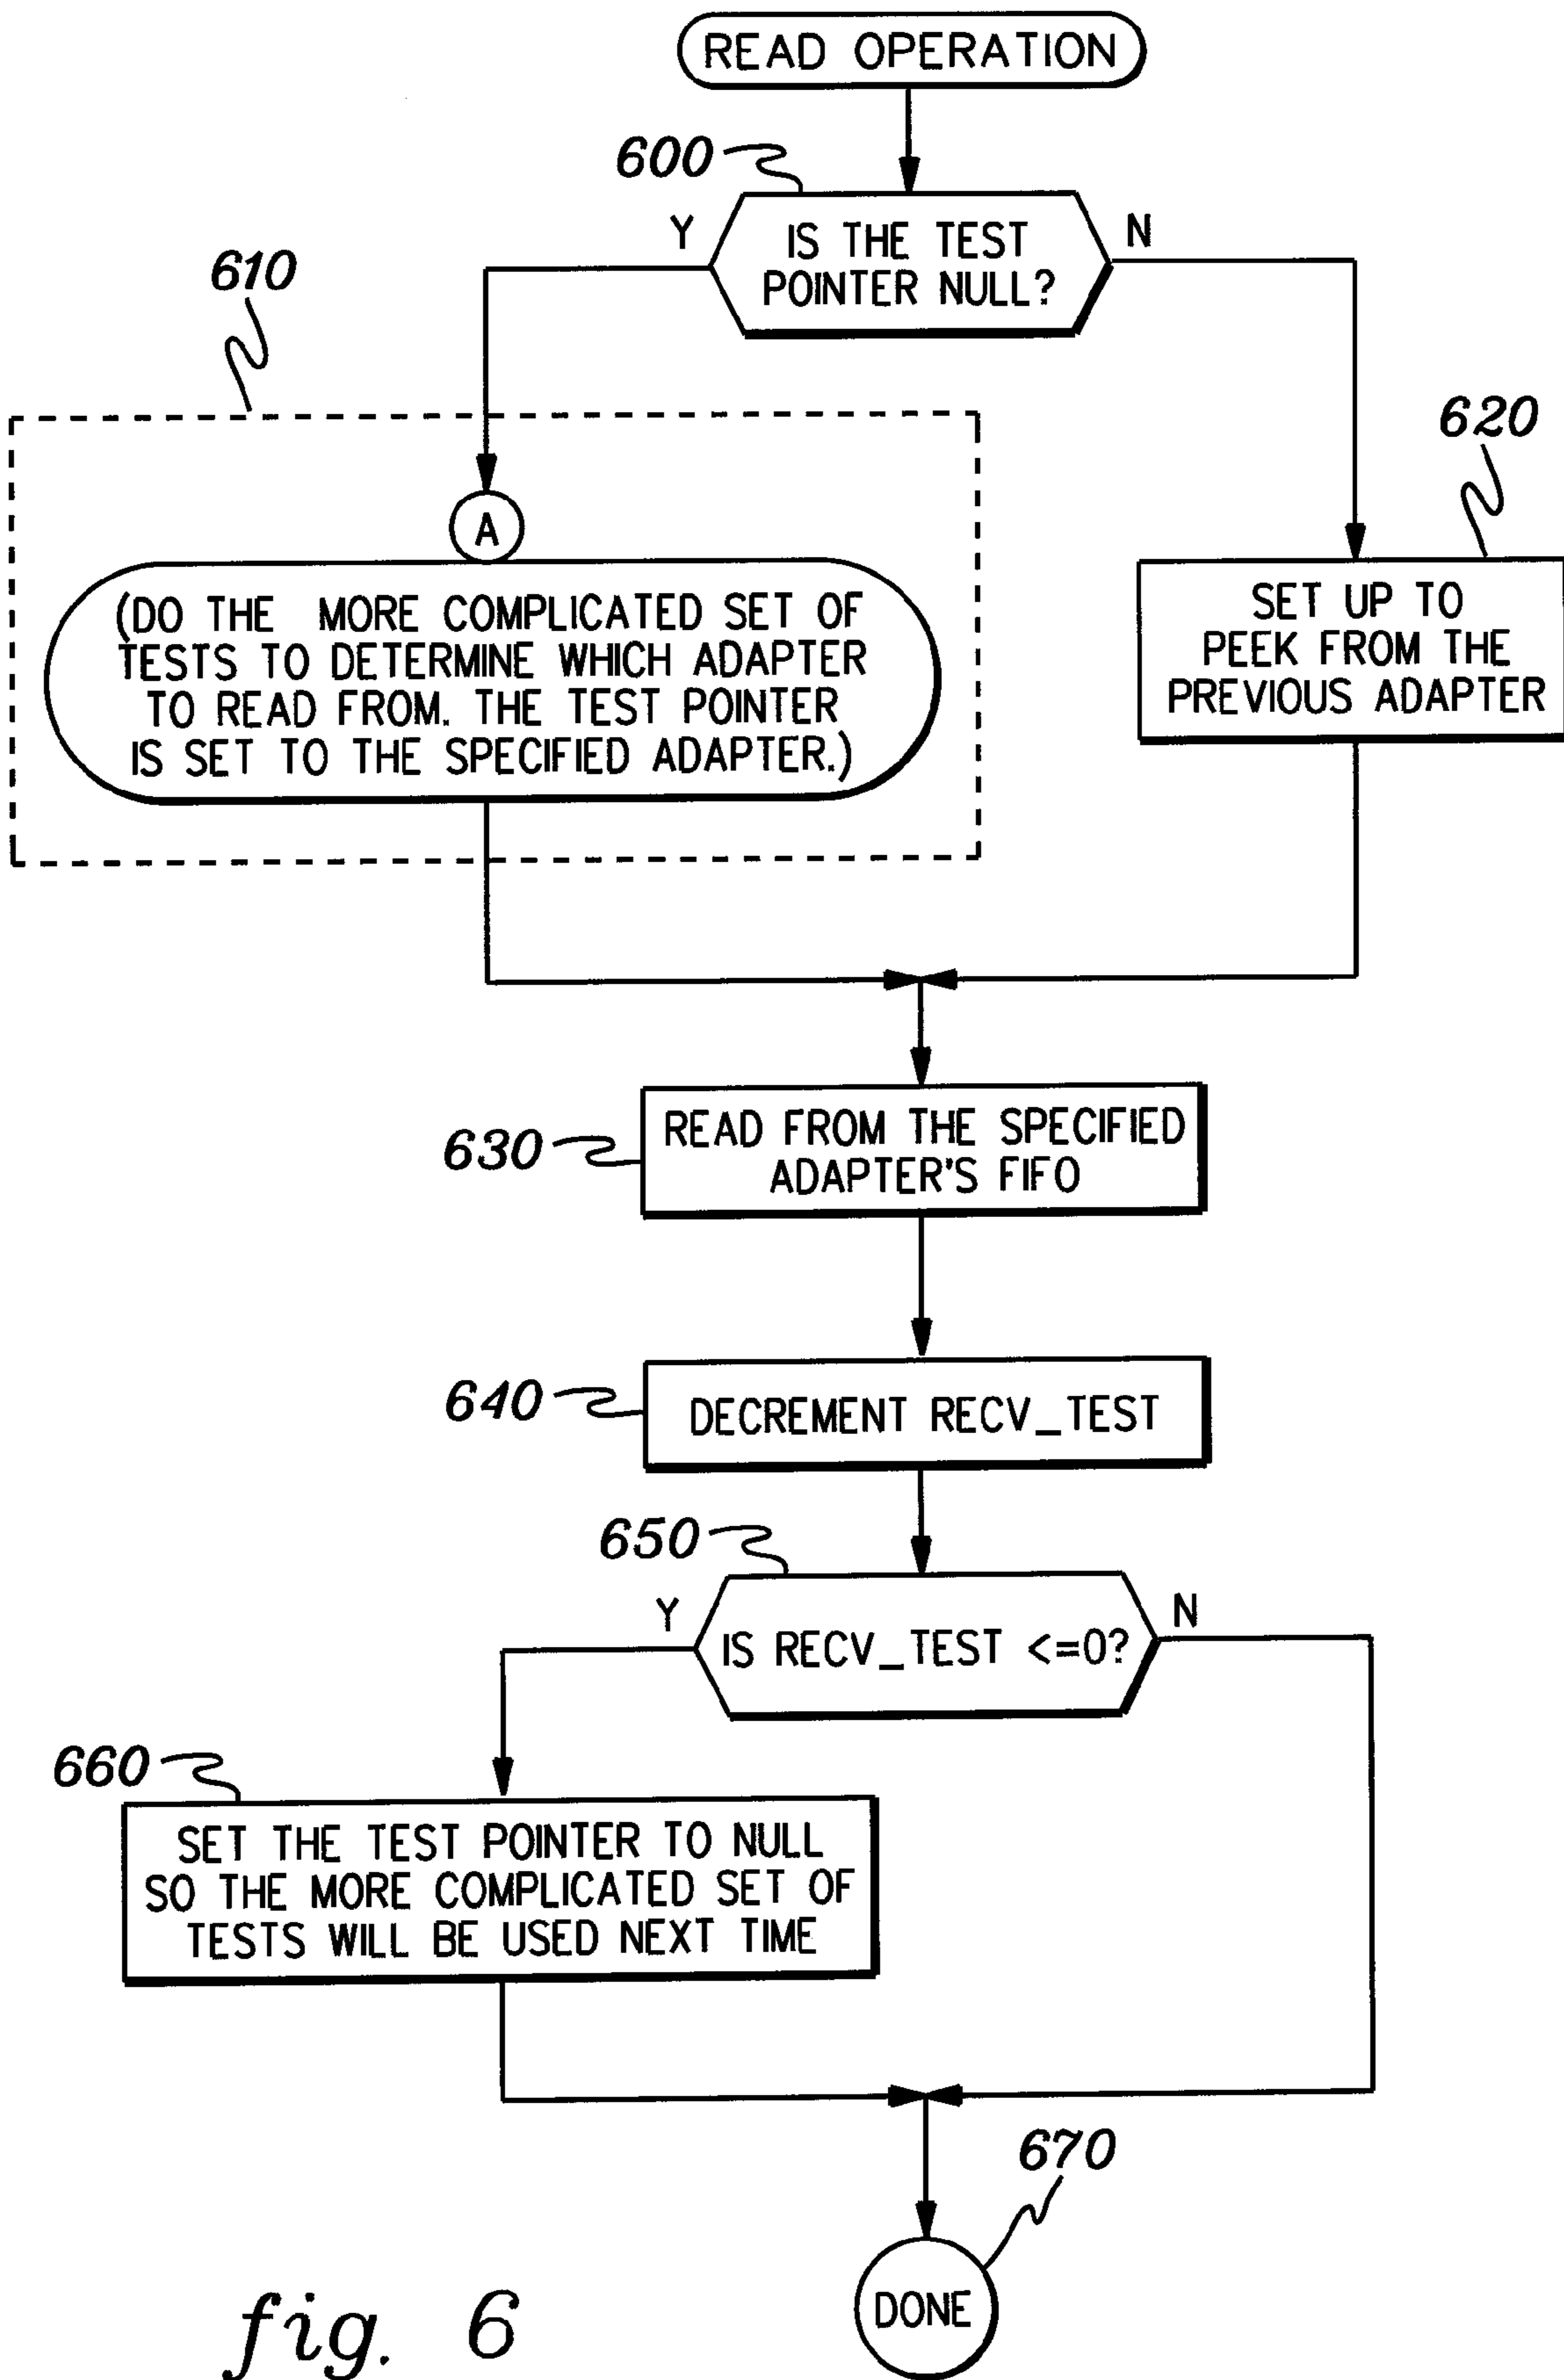 READ OPERATION
600
Y
IS THE TEST
POINTER NULL?
N
610
620
A
(DO THE MORE COMPLICATED SET OF
TESTS TO DETERMINE WHICH ADAPTER
TO READ FROM. THE TEST POINTER
IS SET TO THE SPECIFIED ADAPTER.)
SET UP TO
PEEK FROM THE
PREVIOUS ADAPTER
630
READ FROM THE SPECIFIED
ADAPTER'S FIFO
640
DECREMENT RECV_TEST
650
Y
IS RECV_TEST <=0?
N
660
SET THE TEST POINTER TO NULL
SO THE MORE COMPLICATED SET OF
TESTS WILL BE USED NEXT TIME
670
DONE
fig. 6